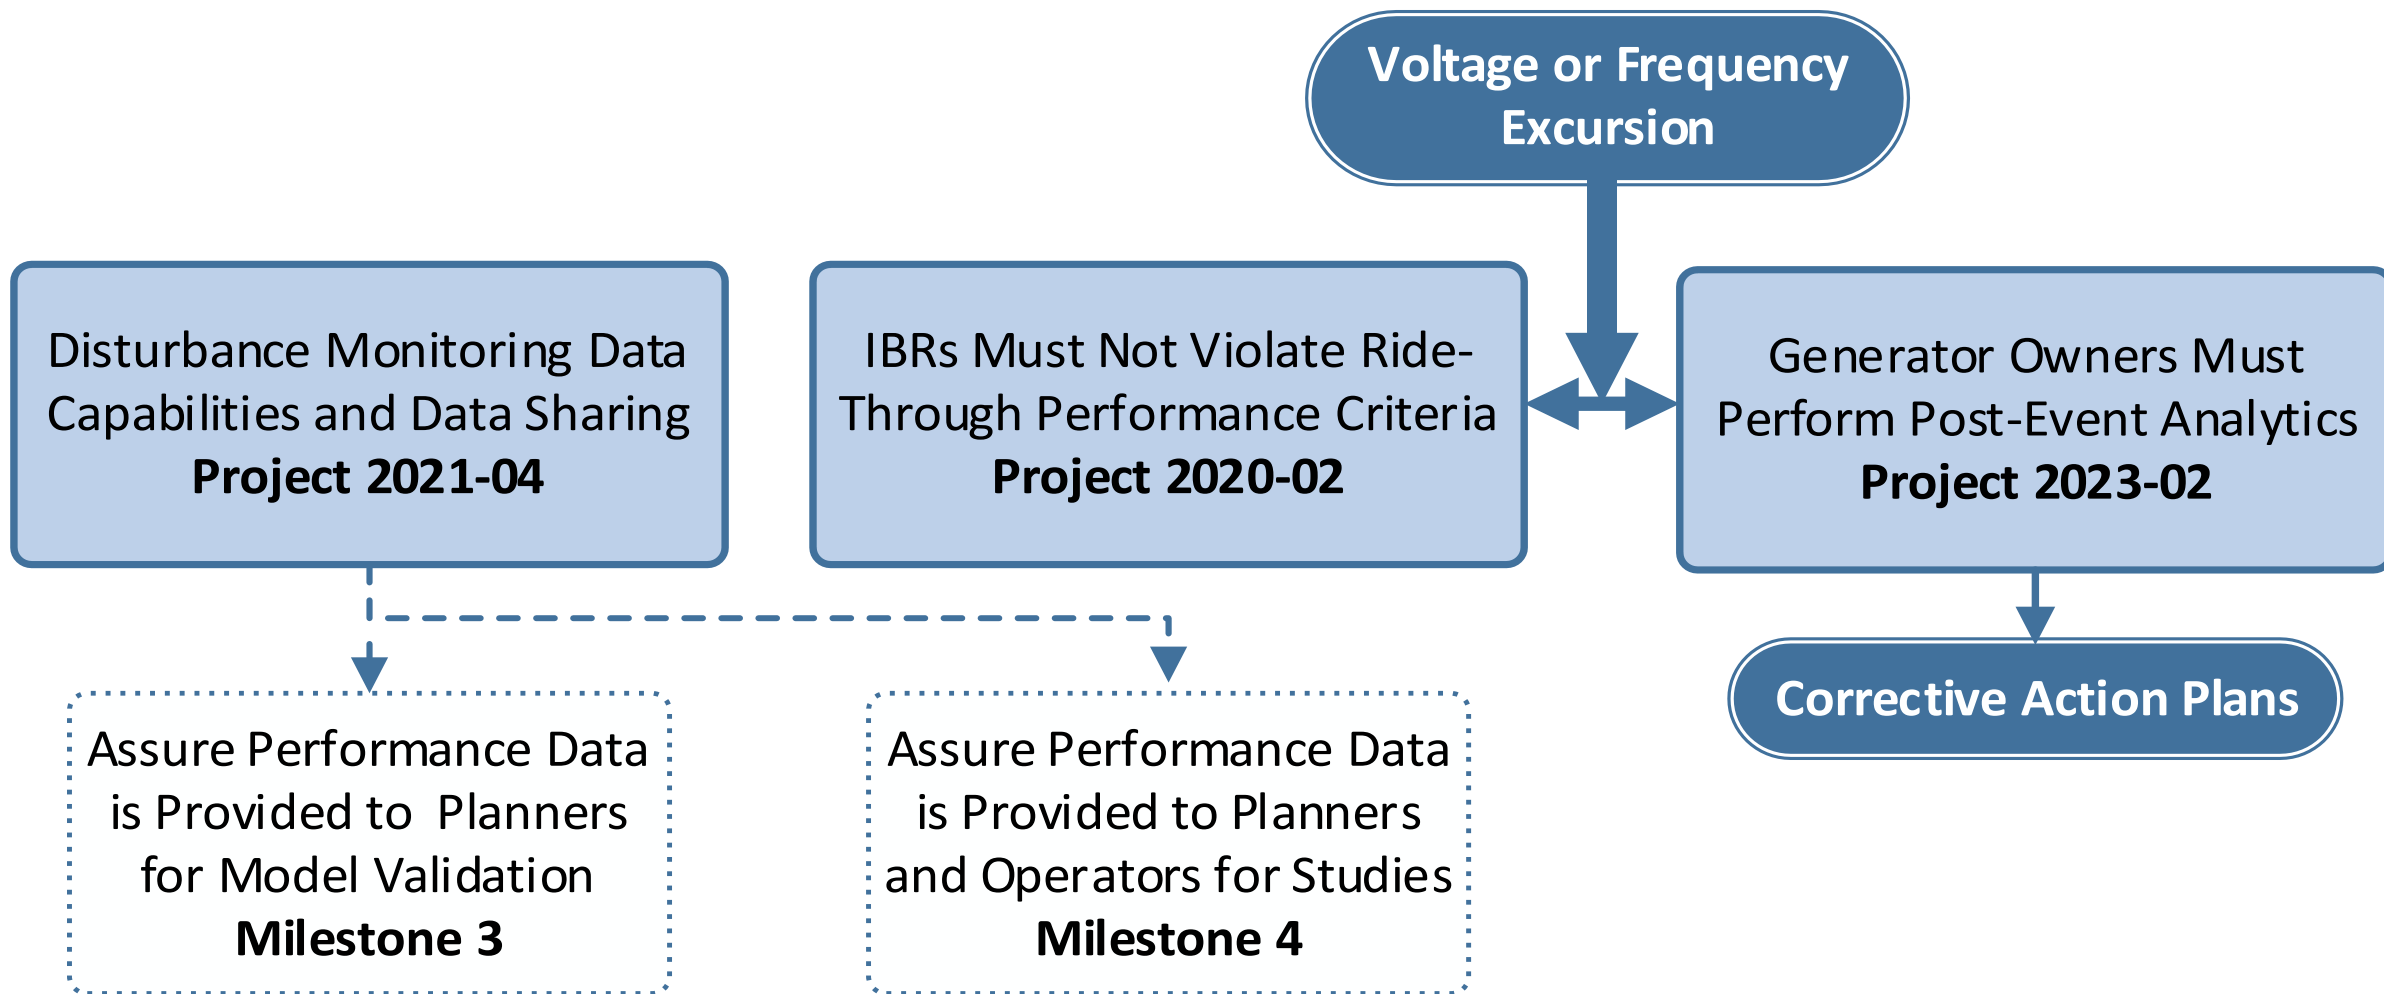 Voltage or Frequency
Excursion
Disturbance Monitoring Data
Capabilities and Data Sharing
Project 2021-04
IBRs Must Not Violate Ride-
Through Performance Criteria
Project 2020-02
Generator Owners Must
Perform Post-Event Analytics
Project 2023-02
Assure Performance Data
is Provided to Planners
for Model Validation
Milestone 3
Assure Performance Data
is Provided to Planners
and Operators for Studies
Milestone 4
Corrective Action Plans